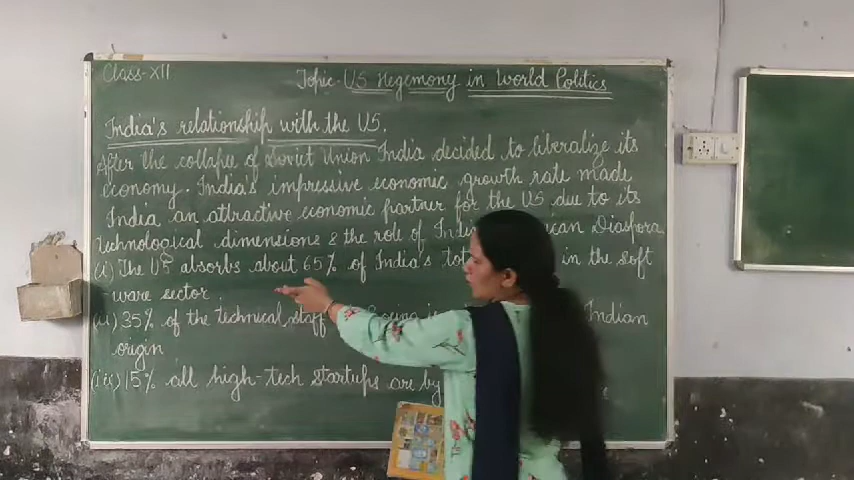 Class-XII
Topic-US Hegemony in World Politics
India's relationship with the US.
After the collapse of Soviet Union India decided to liberalize its
economy. India's impressive economic growth rate made
India an attractive economic partner for the US due to its
Technological dimensions & the role of Indian Diaspora
(i) The US absorbs about 65% of India's in the soft
ware sector
(ii) 35% of the Technical Staff Indian
origin
(iii) 15% all high-tech Startups are by